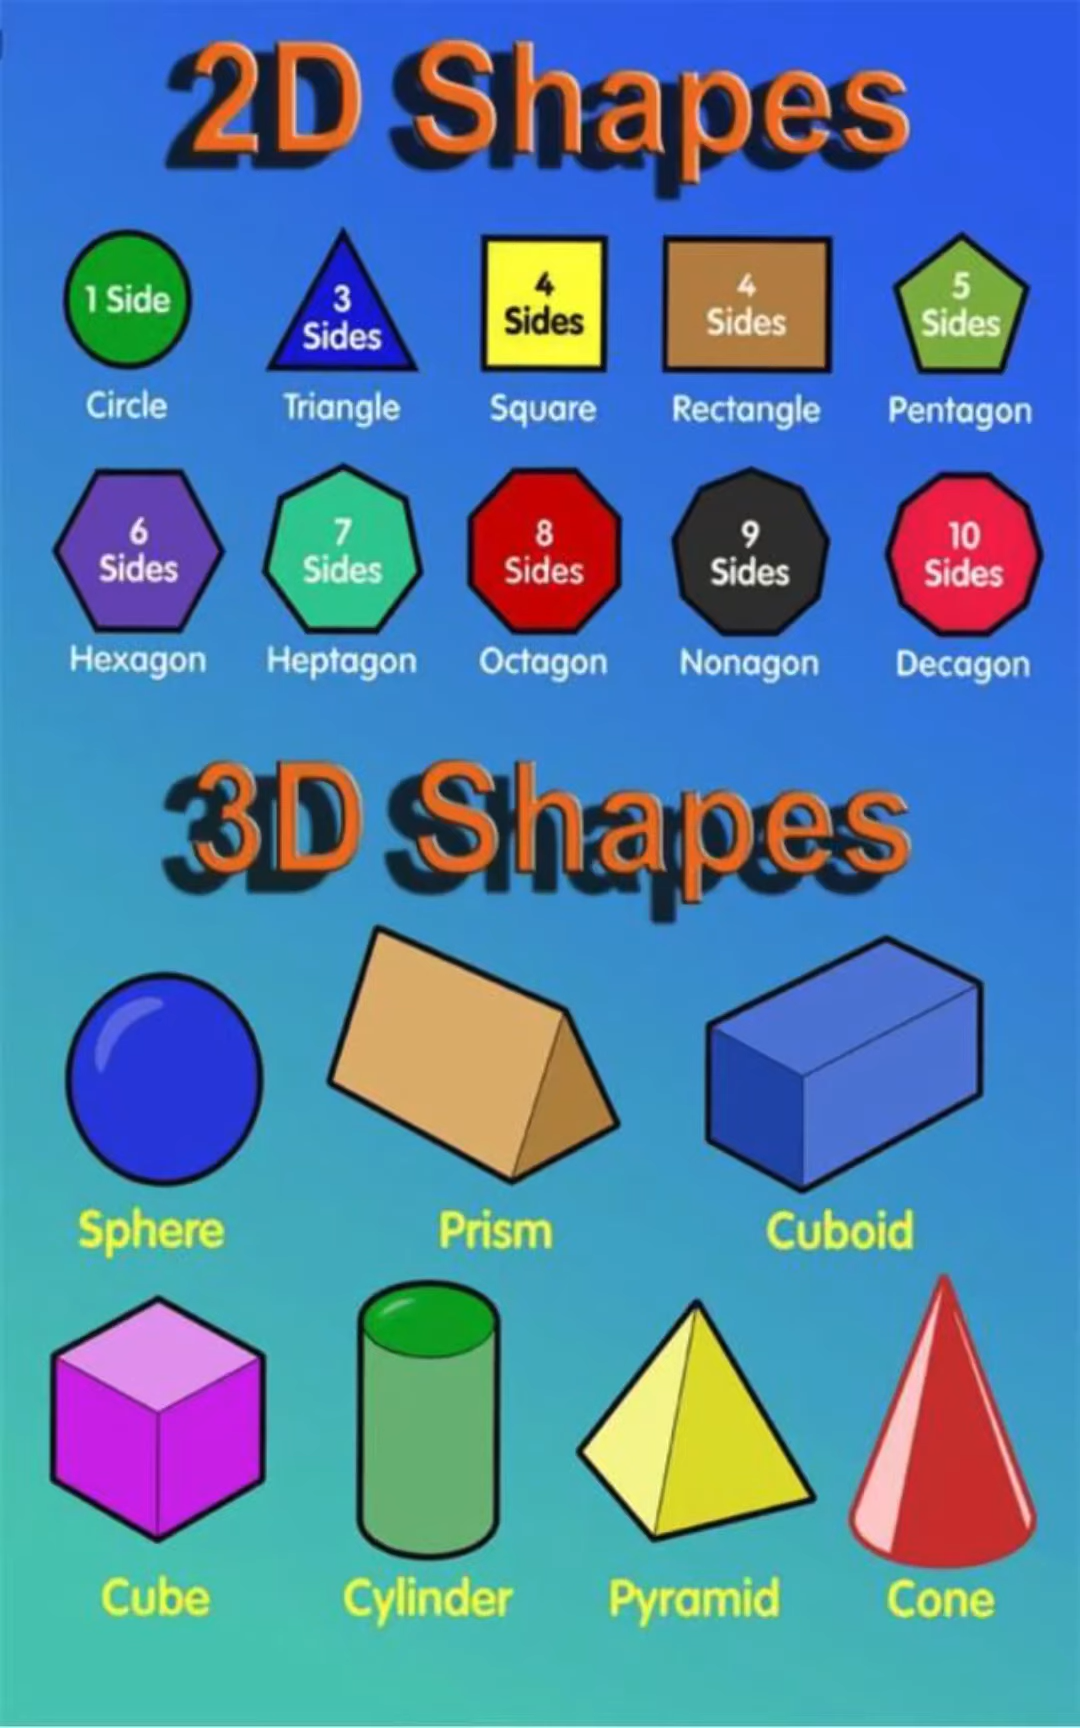 2D Shapes
1 Side
3
Sides
4
Sides
4
Sides
5
Sides
Circle
Triangle
Square
Rectangle
Pentagon
6
Sides
7
Sides
8
Sides
9
Sides
10
Sides
Hexagon
Heptagon
Octagon
Nonagon
Decagon
3D Shapes
Sphere
Prism
Cuboid
Cube
Cylinder
Pyramid
Cone